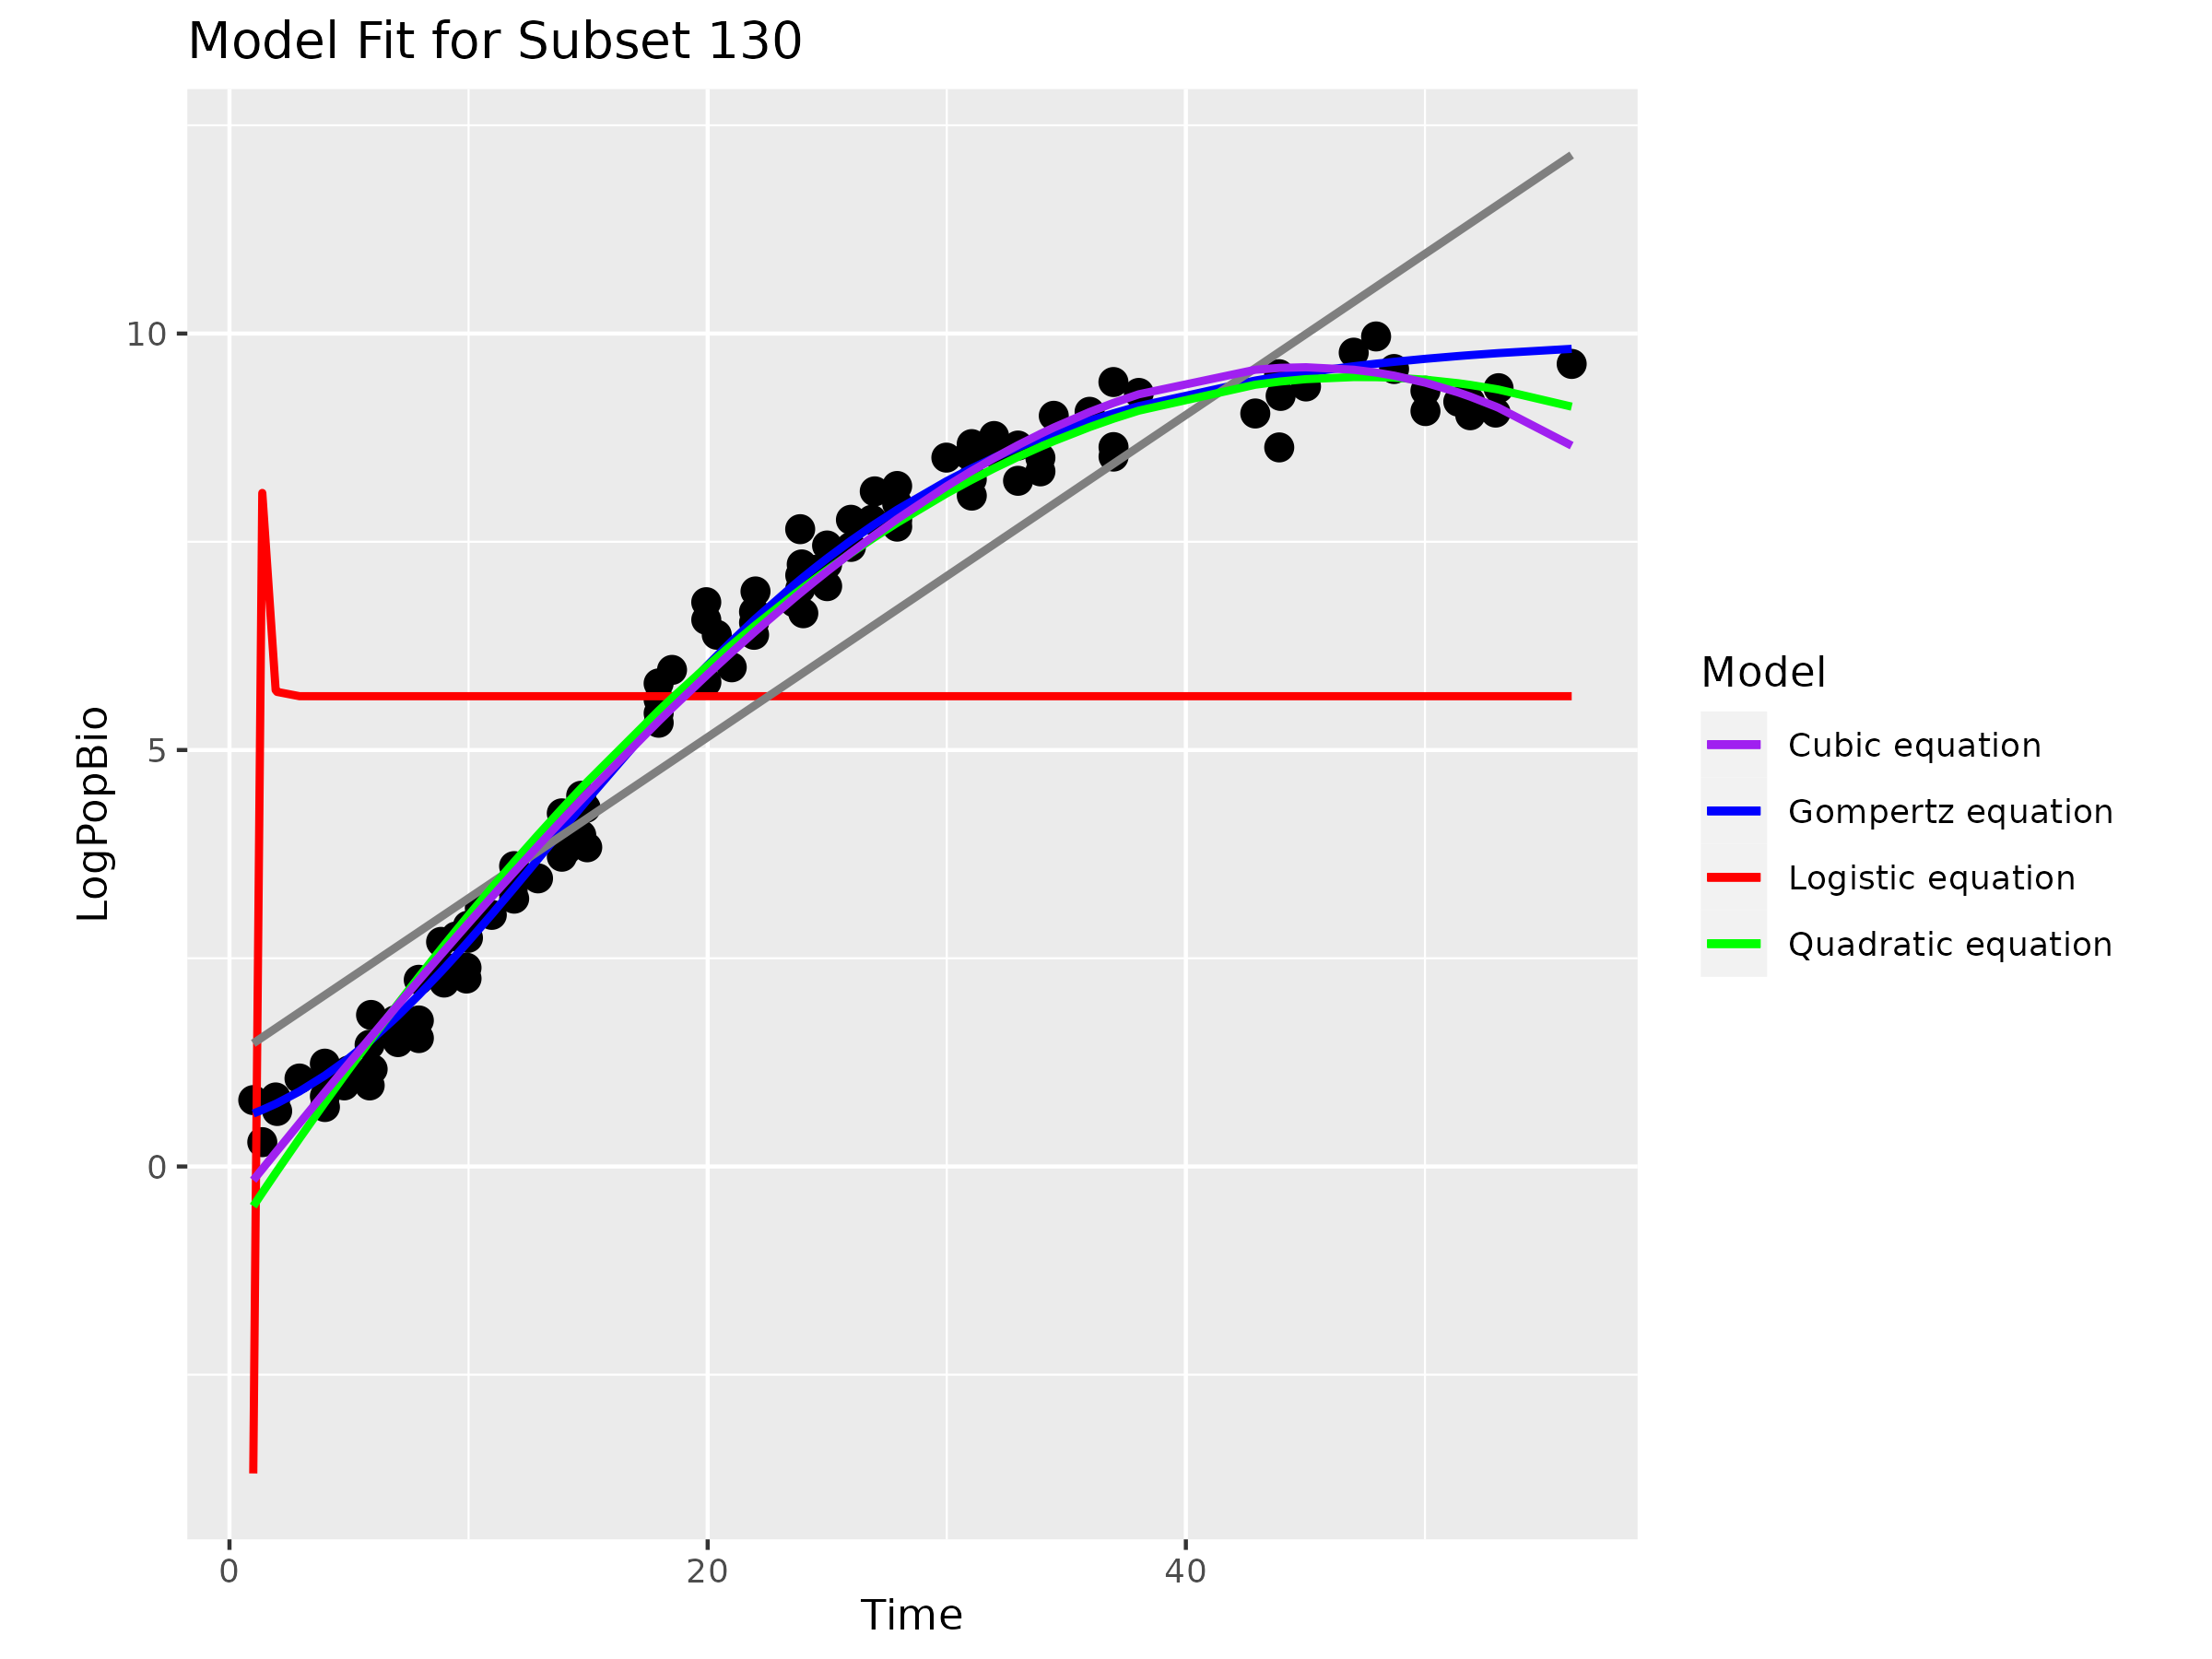 Model Fit for Subset 130
10
5
0
LogPopBio
0
20
40
Time
Model
Cubic equation
Gompertz equation
Logistic equation
Quadratic equation